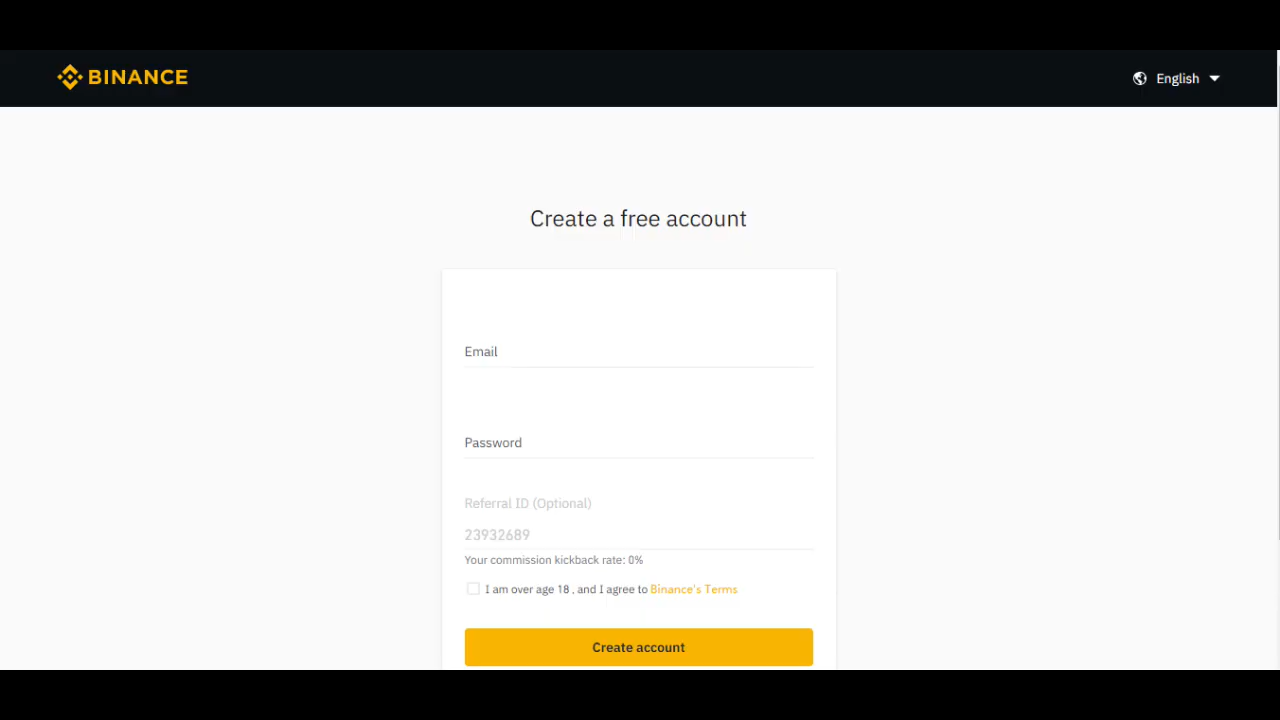 BINANCE
English
Create a free account
Email
Password
Referral ID (Optional)
23932689
Your commission kickback rate: 0%
I am over age 18 , and I agree to Binance's Terms
Create account